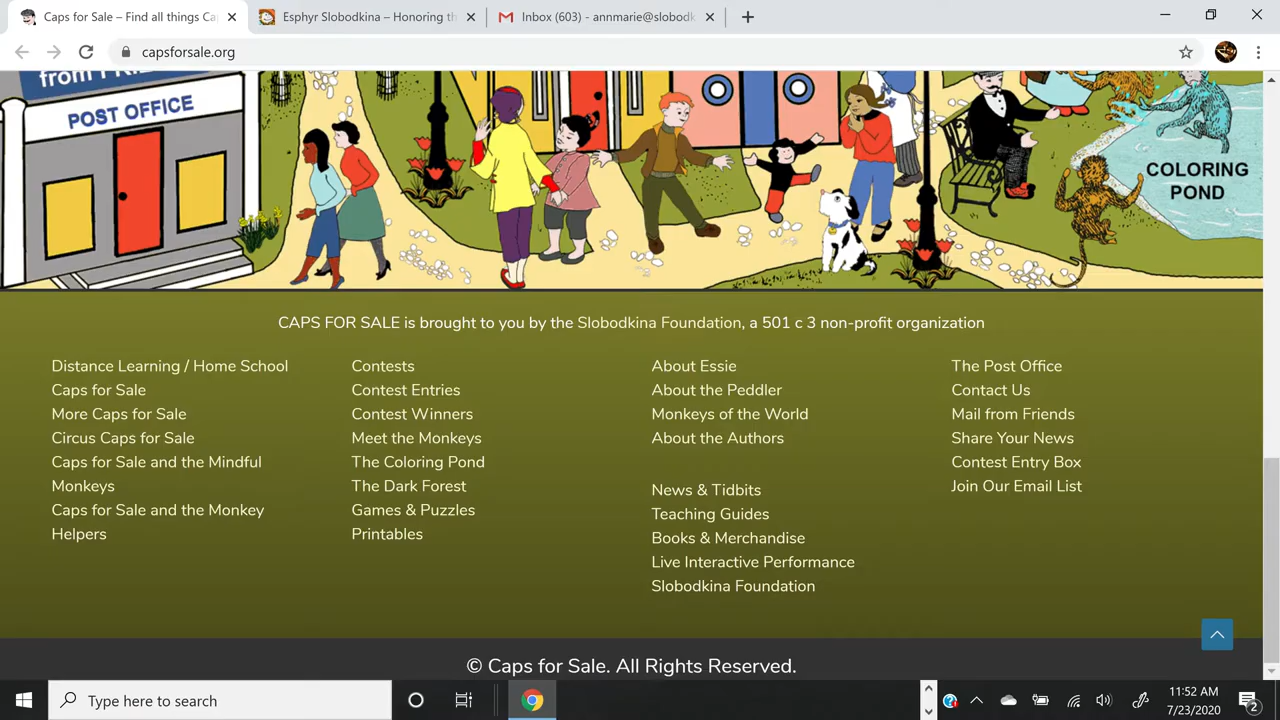 Caps for Sale – Find all things Ca
Esphyr Slobodkina – Honoring th
Inbox (603) - annmarie@slobodk
capsforsale.org
POST OFFICE
COLORING
POND
CAPS FOR SALE is brought to you by the Slobodkina Foundation, a 501 c 3 non-profit organization
Distance Learning / Home School
Caps for Sale
More Caps for Sale
Circus Caps for Sale
Caps for Sale and the Mindful
Monkeys
Caps for Sale and the Monkey
Helpers
Contests
Contest Entries
Contest Winners
Meet the Monkeys
The Coloring Pond
The Dark Forest
Games & Puzzles
Printables
About Essie
About the Peddler
Monkeys of the World
About the Authors
News & Tidbits
Teaching Guides
Books & Merchandise
Live Interactive Performance
Slobodkina Foundation
The Post Office
Contact Us
Mail from Friends
Share Your News
Contest Entry Box
Join Our Email List
© Caps for Sale. All Rights Reserved.
Type here to search
11:52 AM
7/23/2020
2